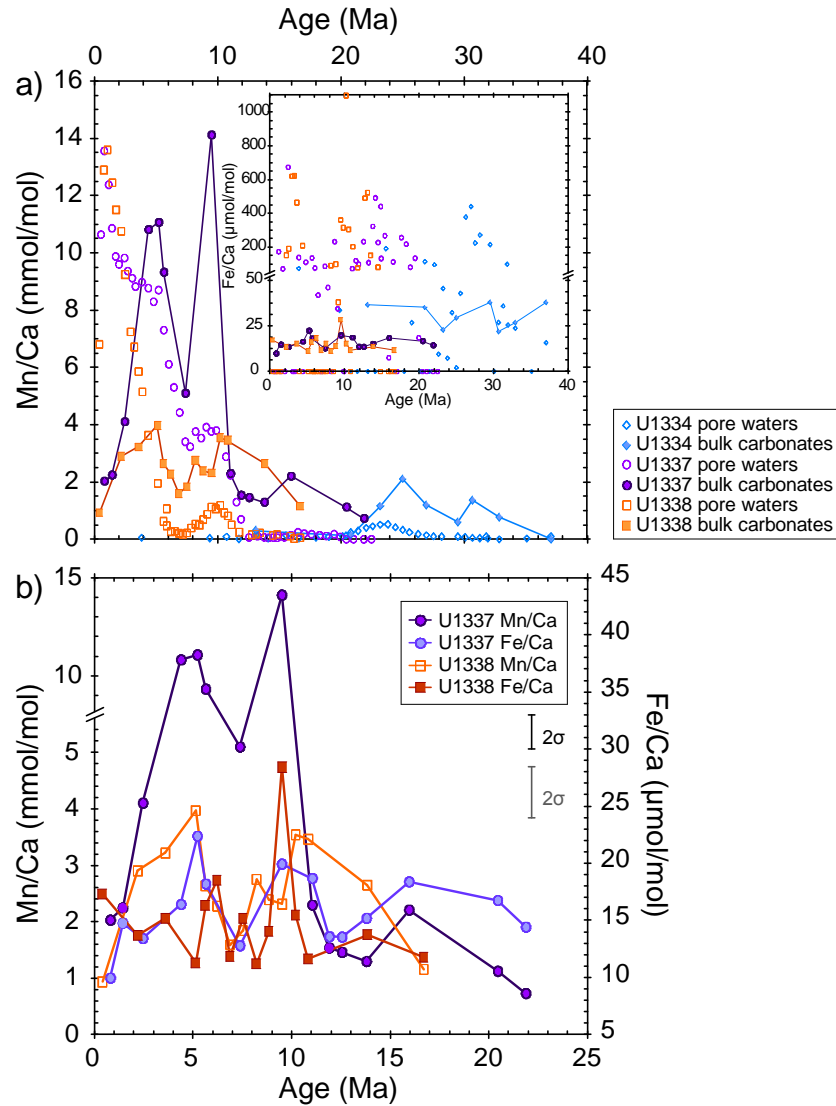 Age (Ma)
0 10 20 30 40
a)
16
14
12
10
8
6
4
2
0
Mn/Ca (mmol/mol)
1000
800
600
400
200
50
25
0
Fe/Ca (μmol/mol)
0 10 20 30 40
Age (Ma)
U1334 pore waters
U1334 bulk carbonates
U1337 pore waters
U1337 bulk carbonates
U1338 pore waters
U1338 bulk carbonates
b)
15
10
5
4
3
2
1
0
Mn/Ca (mmol/mol)
U1337 Mn/Ca
U1337 Fe/Ca
U1338 Mn/Ca
U1338 Fe/Ca
2σ
2σ
45
40
35
30
25
20
15
10
5
Fe/Ca (μmol/mol)
0 5 10 15 20 25
Age (Ma)